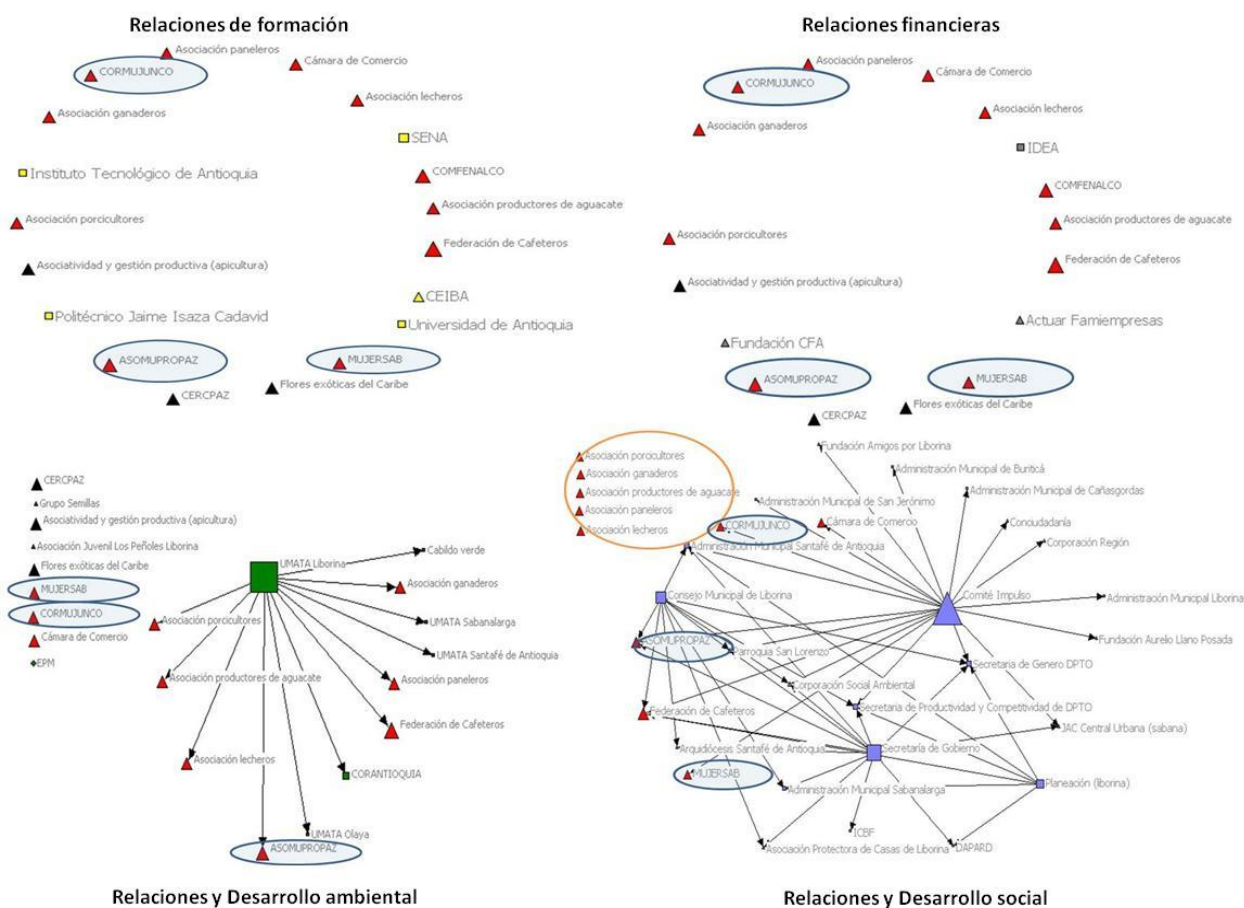 Relaciones de formación
Asociación paneleros
CORMUJUNCO
Cámara de Comercio
Asociación lecheros
Asociación ganaderos
SENA
Instituto Tecnológico de Antioquia
COMFENALCO
Asociación productores de aguacate
Asociación porcicultores
Federación de Cafeteros
Asociatividad y gestión productiva (apicultura)
CEIBA
Politécnico Jaime Isaza Cadavid
Universidad de Antioquia
ASOMUPROPAZ
MUJERSAB
Flores exóticas del Caribe
CERCPAZ
Relaciones financieras
Asociación paneleros
CORMUJUNCO
Cámara de Comercio
Asociación lecheros
Asociación ganaderos
IDEA
COMFENALCO
Asociación productores de aguacate
Asociación porcicultores
Federación de Cafeteros
Asociatividad y gestión productiva (apicultura)
Actuar Famiempresas
Fundación CFA
ASOMUPROPAZ
MUJERSAB
Flores exóticas del Caribe
CERCPAZ
CERCPAZ
Grupo Semillas
Asociatividad y gestión productiva (apicultura)
Asociación Juvenil Los Peñoles Liborina
Flores exóticas del Caribe
MUJERSAB
CORMUJUNCO
Cámara de Comercio
EPM
UMATA Liborina
Cabildo verde
Asociación ganaderos
Asociación porcicultores
UMATA Sabanalarga
UMATA Santafé de Antioquia
Asociación productores de aguacate
Asociación paneleros
Federación de Cafeteros
Asociación lecheros
CORANTIOQUIA
UMATA Olaya
ASOMUPROPAZ
Relaciones y Desarrollo ambiental
Fundación Amigos por Liborina
Asociación porcicultores
Asociación ganaderos
Asociación productores de aguacate
Asociación paneleros
Asociación lecheros
Administración Municipal de Buriticá
Administración Municipal de Cañasgordas
Administración Municipal de San Jerónimo
CORMUJUNCO
Cámara de Comercio
Conciudadanía
Corporación Región
Administración Municipal Santafé de Antioquia
Consejo Municipal de Liborina
Comité Impulso
Administración Municipal Liborina
ASOMUPROPAZ
Parroquia San Lorenzo
Fundación Aurelio Llano Posada
Secretaria de Genero DPTO
Corporación Social Ambiental
Federación de Cafeteros
Secretaria de Productividad y Competitividad de DPTO
JAC Central Urbana (sabana)
Arquidócesis Santafé de Antioquia
Secretaría de Gobierno
MUJERSAB
Administración Municipal Sabanalarga
Planeación (liborina)
ICBF
Asociación Protectora de Casas de Liborina
DAPARD
Relaciones y Desarrollo social